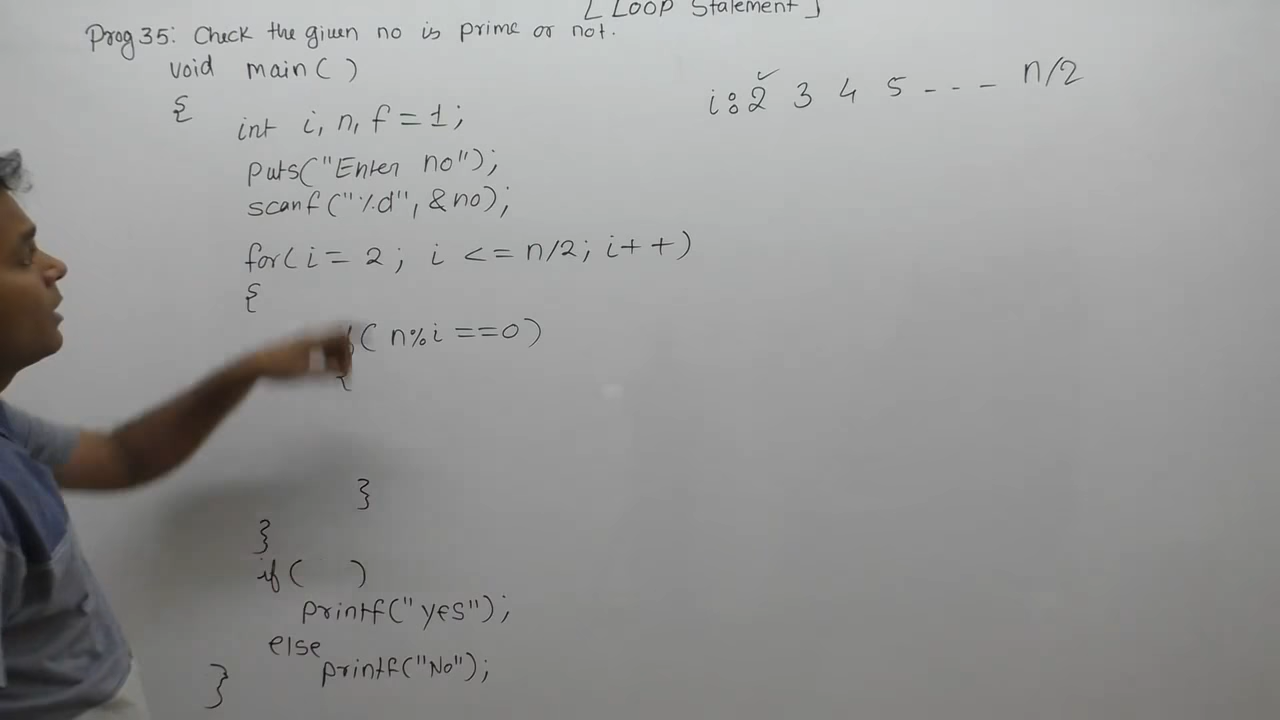 [ Loop Statement ]
Prog 35: Check the given no is prime or not.
void main( )
{
int i, n, f = 1;
puts("Enter no");
scanf("%d", &no);
for(i = 2; i <= n/2; i++)
{
if( n%i ==0)
{
}
}
if( )
printf("yes");
else
printf("No");
}
i: 2 3 4 5 - - - n/2